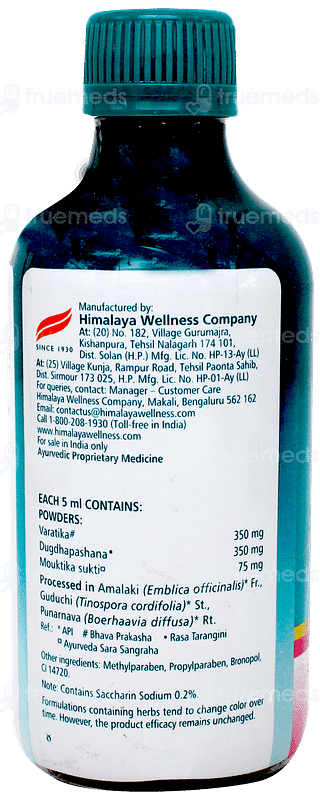 truemeds
truemeds
truemeds
Manufactured by:
Himalaya Wellness Company
At: (20) No. 182, Village Gurumajra,
Kishanpura, Tehsil Nalagarh 174 101,
Dist. Solan (H.P.) Mfg. Lic. No. HP-13-Ay (LL)
SINCE 1930
At: (25) Village Kunja, Rampur Road, Tehsil Paonta Sahib,
Dist. Sirmour 173 025, H.P. Mfg. Lic. No. HP-01-Ay (LL)
For queries, contact: Manager – Customer Care
Himalaya Wellness Company, Makali, Bengaluru 562 162
Email: contactus@himalayawellness.com
Call 1-800-208-1930 (Toll-free in India)
www.himalayawellness.com
For sale in India only
Ayurvedic Proprietary Medicine
EACH 5 ml CONTAINS:
POWDERS:
Varatika# 350 mg
Dugdhapashana• 350 mg
Mouktika sukti¤ 75 mg
Processed in Amalaki (Emblica officinalis)* Fr.,
Guduchi (Tinospora cordifolia)* St.,
Punarnava (Boerhaavia diffusa)* Rt.
Ref.: * API # Bhava Prakasha • Rasa Tarangini
¤ Ayurveda Sara Sangraha
Other ingredients: Methylparaben, Propylparaben, Bronopol,
CI 14720.
Note: Contains Saccharin Sodium 0.2%.
Formulations containing herbs tend to change color over
time. However, the product efficacy remains unchanged.